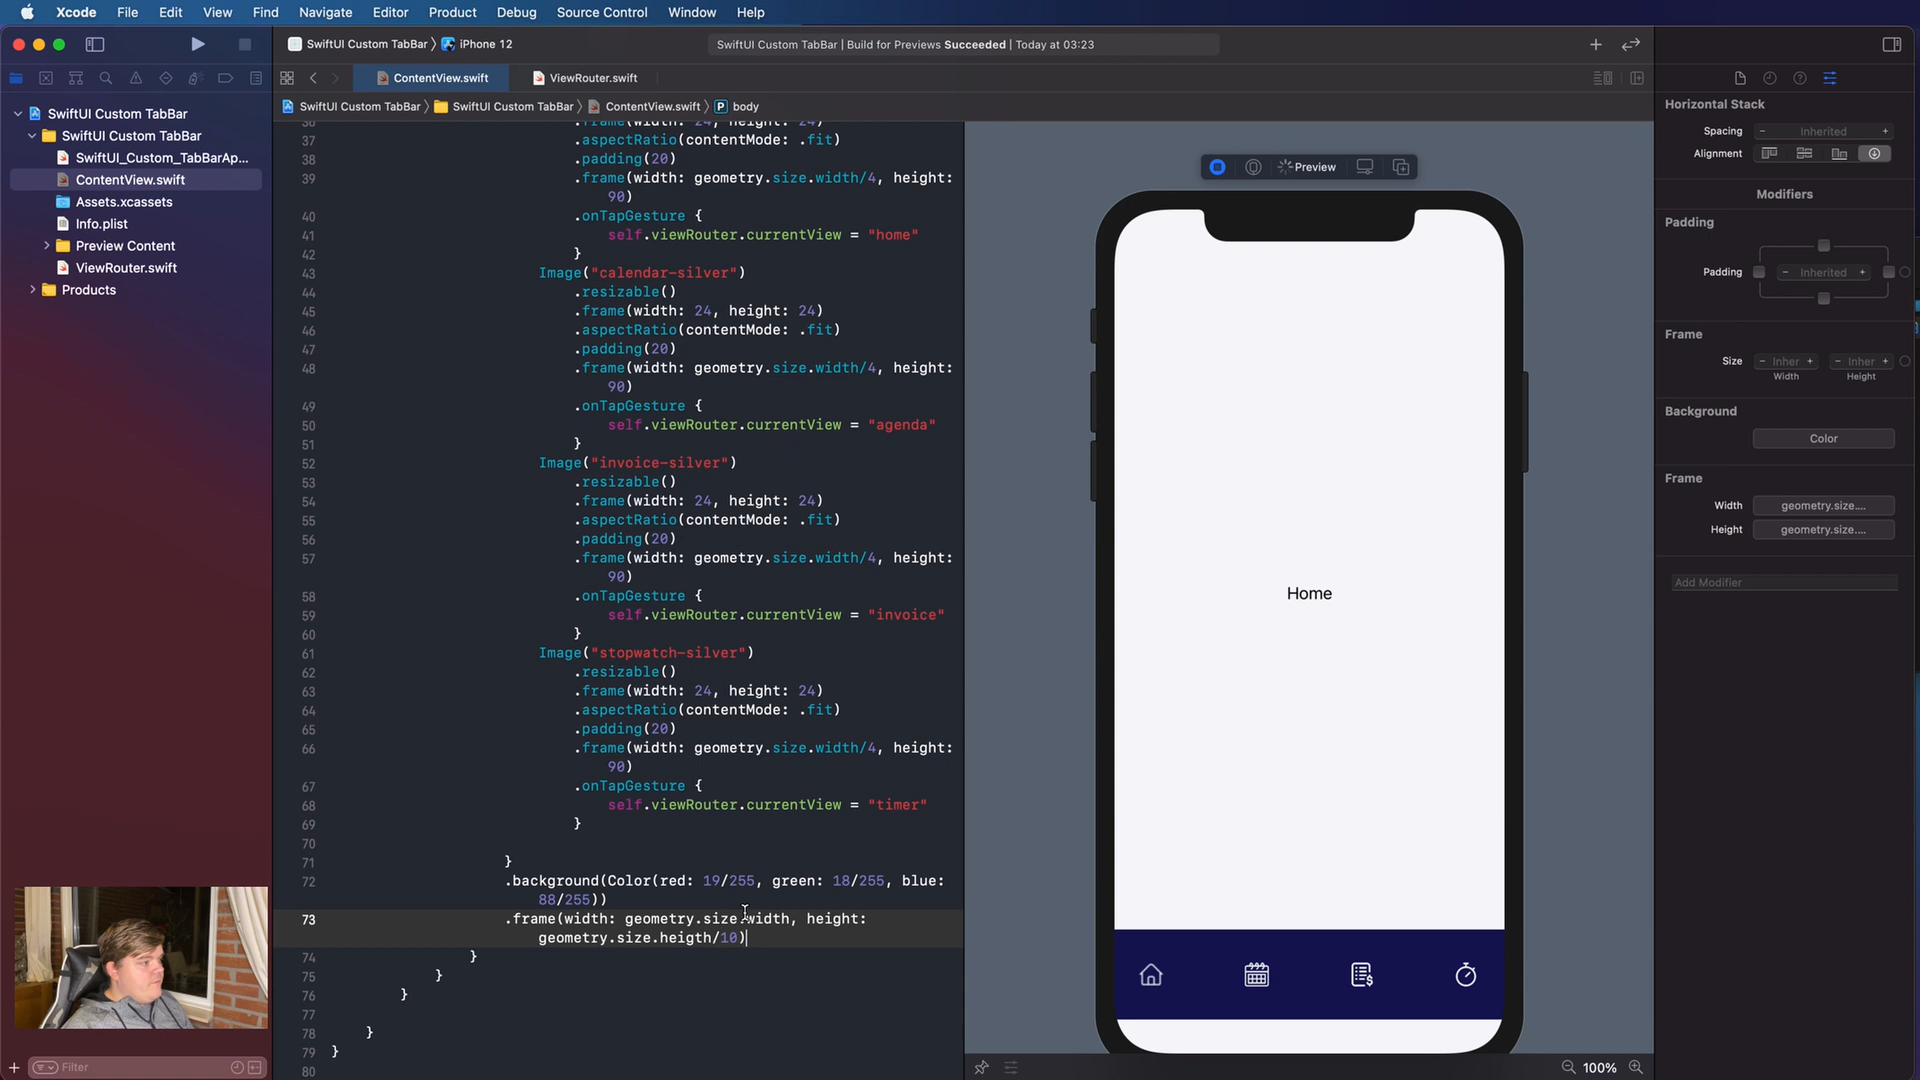 Xcode File Edit View Find Navigate Editor Product Debug Source Control Window Help
SwiftUI Custom TabBar 〉 iPhone 12
SwiftUI Custom TabBar | Build for Previews Succeeded | Today at 03:23
ContentView.swift
ViewRouter.swift
SwiftUI Custom TabBar 〉 SwiftUI Custom TabBar 〉 ContentView.swift 〉 P body
SwiftUI Custom TabBar
SwiftUI Custom TabBar
SwiftUI_Custom_TabBarAp...
ContentView.swift
Assets.xcassets
Info.plist
Preview Content
ViewRouter.swift
Products
Filter
36 .frame(width: 24, height: 24)
37 .aspectRatio(contentMode: .fit)
38 .padding(20)
39 .frame(width: geometry.size.width/4, height:
90)
40 .onTapGesture {
41 self.viewRouter.currentView = "home"
42 }
43 Image("calendar-silver")
44 .resizable()
45 .frame(width: 24, height: 24)
46 .aspectRatio(contentMode: .fit)
47 .padding(20)
48 .frame(width: geometry.size.width/4, height:
90)
49 .onTapGesture {
50 self.viewRouter.currentView = "agenda"
51 }
52 Image("invoice-silver")
53 .resizable()
54 .frame(width: 24, height: 24)
55 .aspectRatio(contentMode: .fit)
56 .padding(20)
57 .frame(width: geometry.size.width/4, height:
90)
58 .onTapGesture {
59 self.viewRouter.currentView = "invoice"
60 }
61 Image("stopwatch-silver")
62 .resizable()
63 .frame(width: 24, height: 24)
64 .aspectRatio(contentMode: .fit)
65 .padding(20)
66 .frame(width: geometry.size.width/4, height:
90)
67 .onTapGesture {
68 self.viewRouter.currentView = "timer"
69 }
70
71 }
72 .background(Color(red: 19/255, green: 18/255, blue:
88/255))
73 .frame(width: geometry.size.width, height:
geometry.size.heigth/10)
74 }
75 }
76 }
77
78 }
79 }
80
Preview
Home
100%
Horizontal Stack
Spacing − Inherited +
Alignment
Modifiers
Padding
Padding − Inherited +
Frame
Size − Inher + − Inher +
Width Height
Background
Color
Frame
Width geometry.size....
Height geometry.size....
Add Modifier